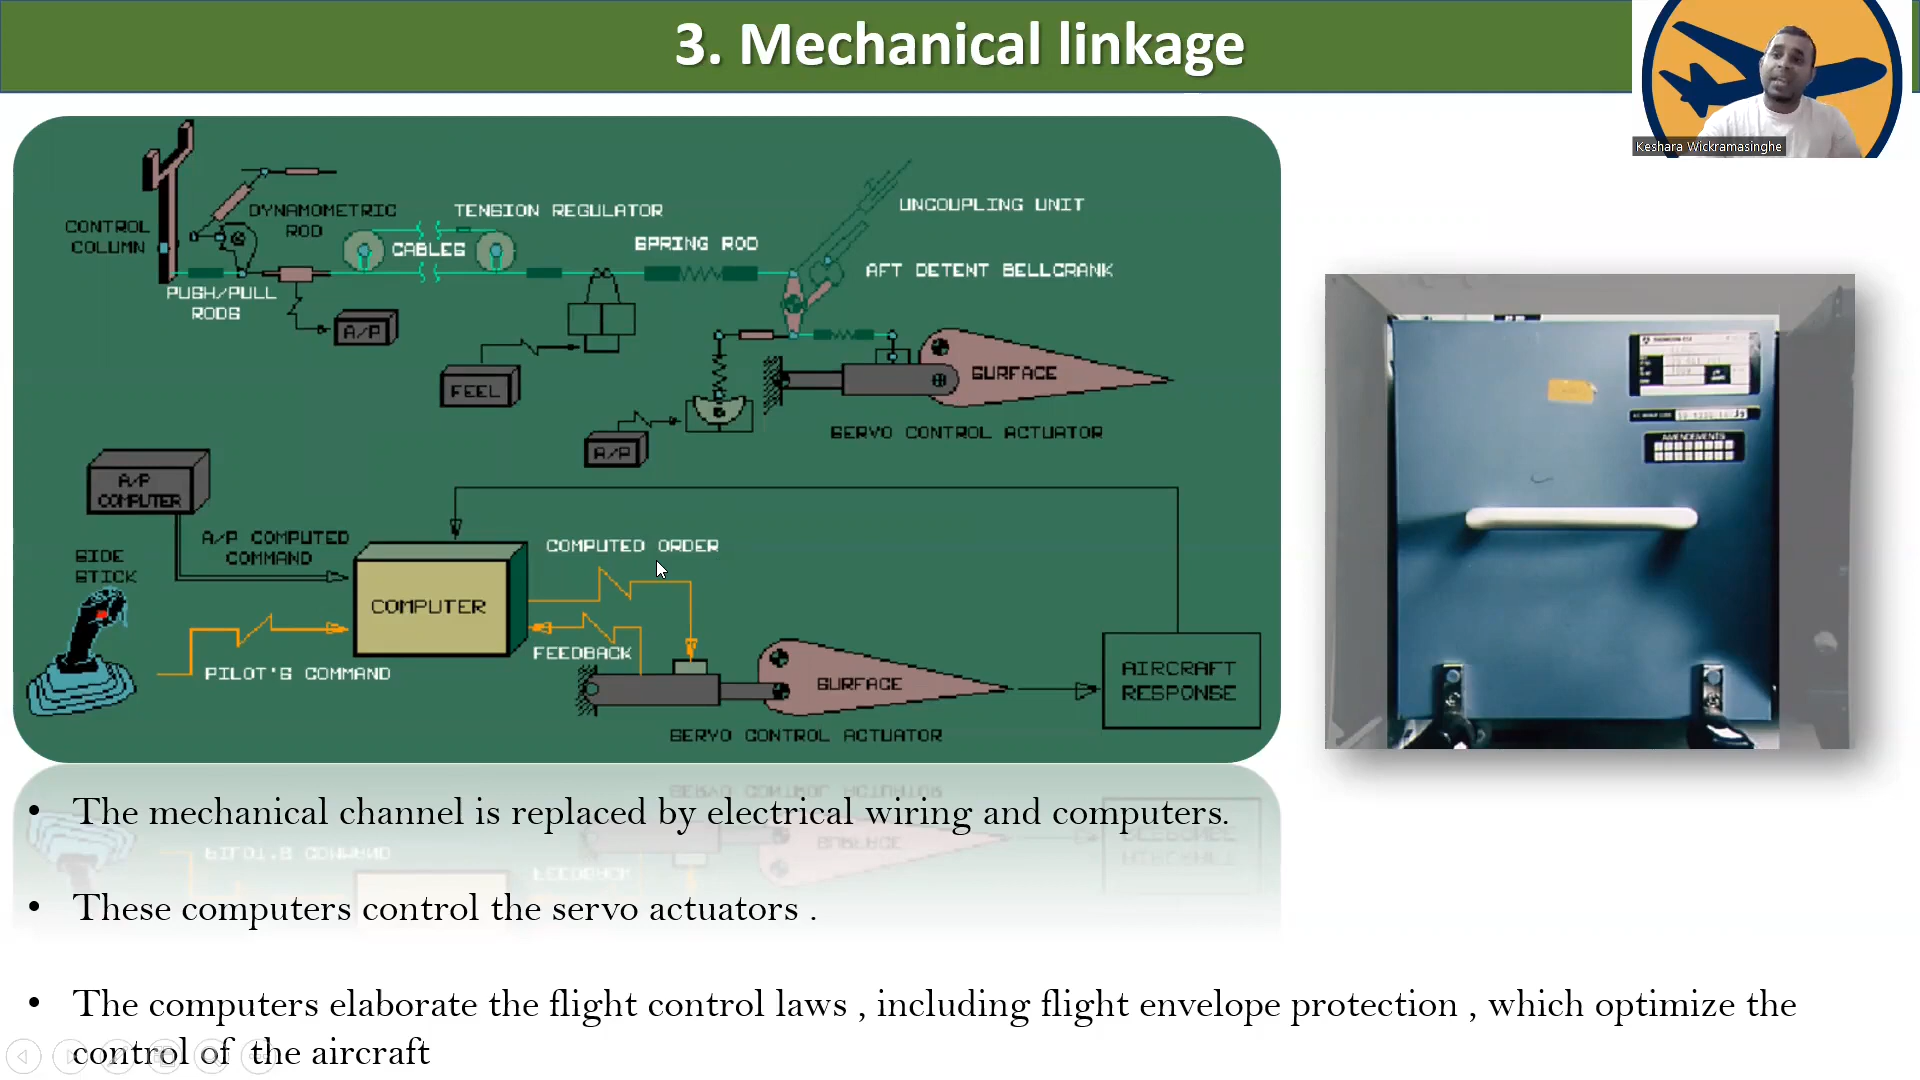 3. Mechanical linkage
Keshara Wickramasinghe
CONTROL
COLUMN
DYNAMOMETRIC
ROD
TENSION REGULATOR
CABLES
SPRING ROD
UNCOUPLING UNIT
AFT DETENT BELLCRANK
PUSH/PULL
RODS
A/P
FEEL
A/P
SURFACE
SERVO CONTROL ACTUATOR
A/P
COMPUTER
A/P COMPUTED
COMMAND
SIDE
STICK
COMPUTER
COMPUTED ORDER
PILOT'S COMMAND
FEEDBACK
SURFACE
AIRCRAFT
RESPONSE
SERVO CONTROL ACTUATOR
AMENDEMENTS
• The mechanical channel is replaced by electrical wiring and computers.
• These computers control the servo actuators .
• The computers elaborate the flight control laws , including flight envelope protection , which optimize the
control of the aircraft